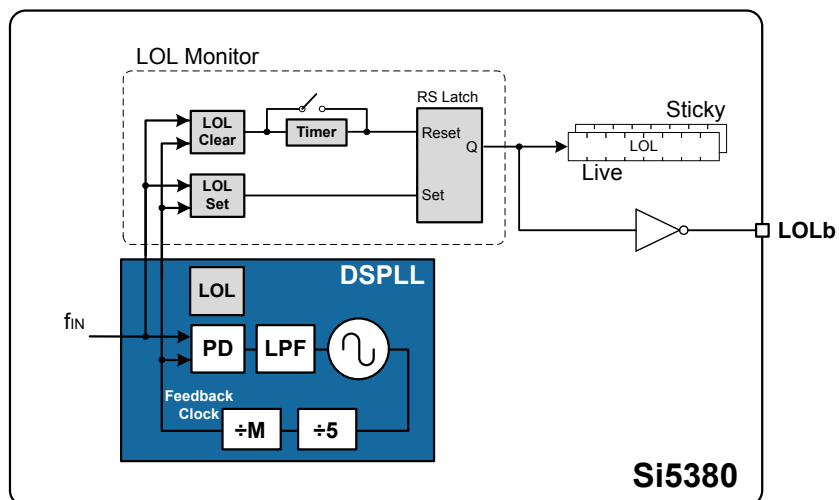 LOL Monitor
LOL
Clear
Timer
RS Latch
Reset
Q
Set
LOL
Set
Sticky
LOL
Live
LOLb
DSPLL
LOL
fIN
PD
LPF
Feedback
Clock
÷M
÷5
Si5380